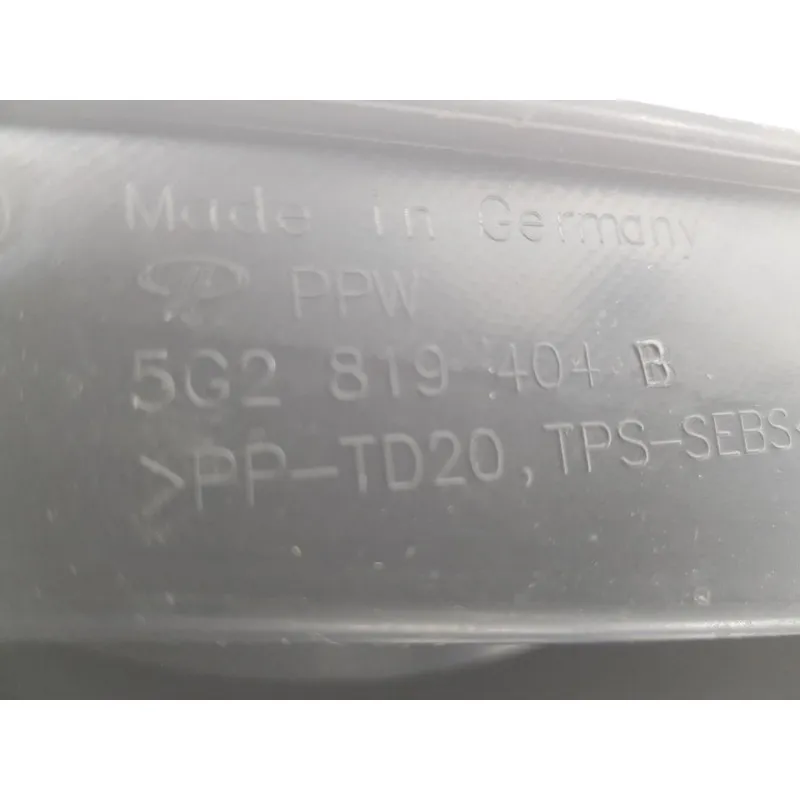 Made in Germany
PPW
5G2 819 404 B
>PP-TD20, TPS-SEBS<